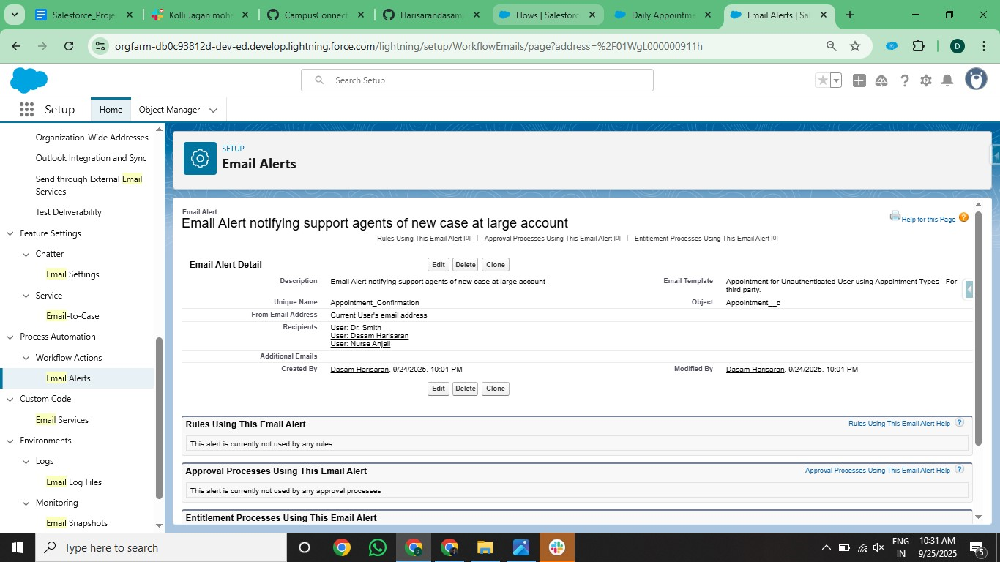 Salesforce_Proje
Kolli Jagan moha
CampusConnect
Harisarandasam
Flows | Salesforc
Daily Appointme
Email Alerts | Sal
orgfarm-db0c93812d-dev-ed.develop.lightning.force.com/lightning/setup/WorkflowEmails/page?address=%2F01WgL000000911h
D
Search Setup
Setup
Home
Object Manager
Organization-Wide Addresses
Outlook Integration and Sync
Send through External Email
Services
Test Deliverability
Feature Settings
Chatter
Email Settings
Service
Email-to-Case
Process Automation
Workflow Actions
Email Alerts
Custom Code
Email Services
Environments
Logs
Email Log Files
Monitoring
Email Snapshots
SETUP
Email Alerts
Email Alert
Email Alert notifying support agents of new case at large account
Help for this Page
Rules Using This Email Alert [0] | Approval Processes Using This Email Alert [0] | Entitlement Processes Using This Email Alert [0]
Email Alert Detail
Edit Delete Clone
Description Email Alert notifying support agents of new case at large account
Email Template Appointment for Unauthenticated User using Appointment Types - For
third party.
Unique Name Appointment_Confirmation
Object Appointment__c
From Email Address Current User's email address
Recipients User: Dr. Smith
User: Dasam Harisaran
User: Nurse Anjali
Additional Emails
Created By Dasam Harisaran, 9/24/2025, 10:01 PM
Modified By Dasam Harisaran, 9/24/2025, 10:01 PM
Edit Delete Clone
Rules Using This Email Alert
Rules Using This Email Alert Help
This alert is currently not used by any rules
Approval Processes Using This Email Alert
Approval Processes Using This Email Alert Help
This alert is currently not used by any approval processes
Entitlement Processes Using This Email Alert
Type here to search
ENG
IN
10:31 AM
9/25/2025
5